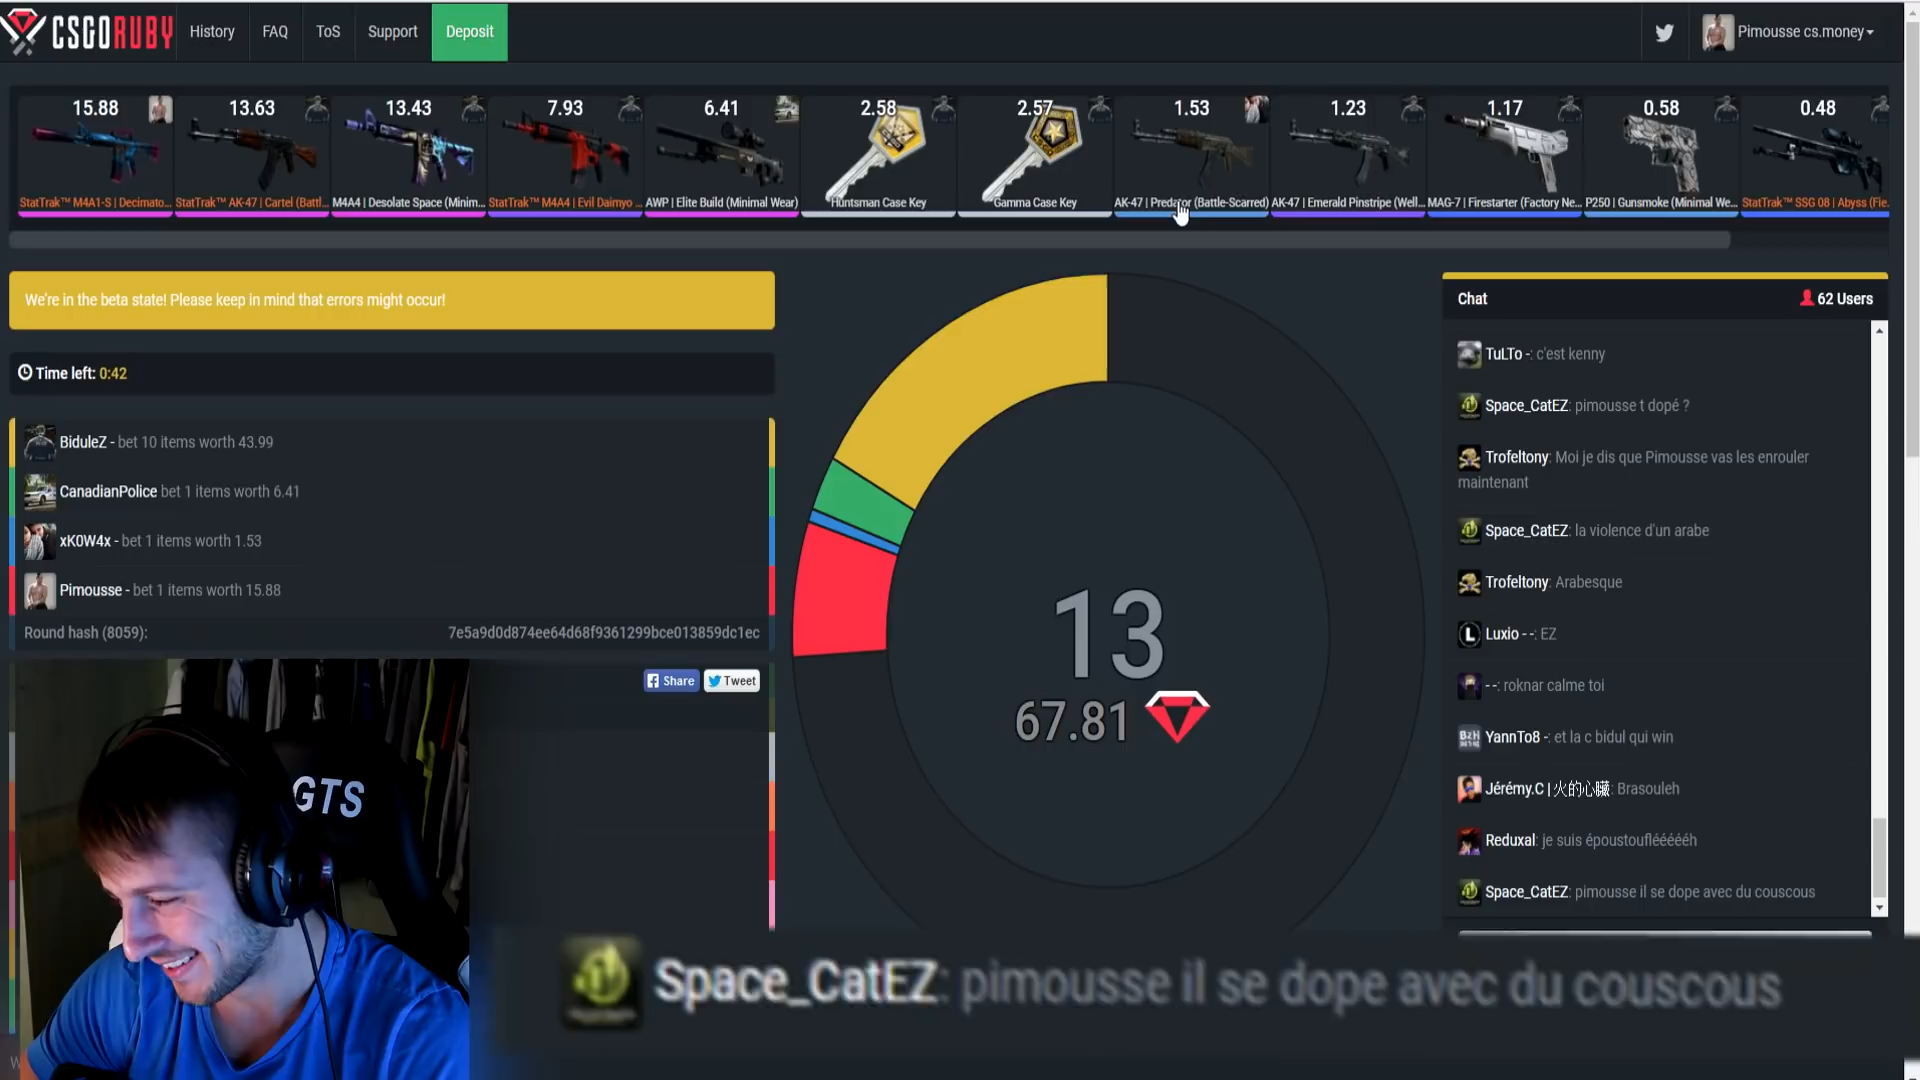 CSGORUBY History FAQ ToS Support Deposit Pimousse cs.money
15.88 13.63 13.43 7.93 6.41 2.58 2.57 1.53 1.23 1.17 0.58 0.48
StatTrak™ M4A1-S | Decimato... StatTrak™ AK-47 | Cartel (Battl... M4A4 | Desolate Space (Minim... StatTrak™ M4A4 | Evil Daimyo ... AWP | Elite Build (Minimal Wear) Huntsman Case Key Gamma Case Key AK-47 | Predator (Battle-Scarred) AK-47 | Emerald Pinstripe (Well... MAG-7 | Firestarter (Factory Ne... P250 | Gunsmoke (Minimal We... StatTrak™ SSG 08 | Abyss (Fie...
We're in the beta state! Please keep in mind that errors might occur!
Time left: 0:42
BiduleZ - bet 10 items worth 43.99
CanadianPolice bet 1 items worth 6.41
xK0W4x - bet 1 items worth 1.53
Pimousse - bet 1 items worth 15.88
Round hash (8059): 7e5a9d0d874ee64d68f9361299bce013859dc1ec
Share Tweet
GTS
13
67.81
Chat 62 Users
TuLTo -: c'est kenny
Space_CatEZ: pimousse t dopé ?
Trofeltony: Moi je dis que Pimousse vas les enrouler
maintenant
Space_CatEZ: la violence d'un arabe
Trofeltony: Arabesque
Luxio - -: EZ
- -: roknar calme toi
YannTo8 -: et la c bidul qui win
Jérémy.C | 火的心臟: Brasouleh
Reduxal: je suis époustoufléééééh
Space_CatEZ: pimousse il se dope avec du couscous
Space_CatEZ: pimousse il se dope avec du couscous